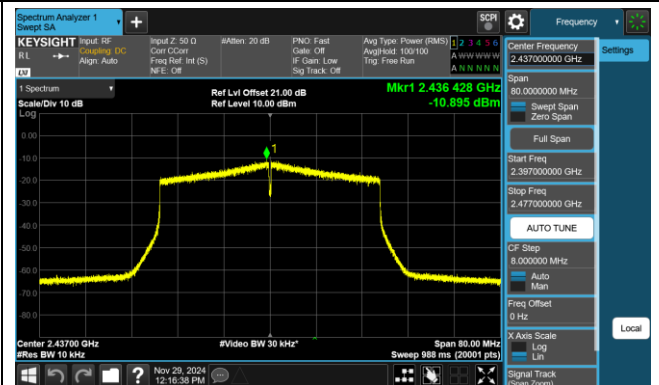 Spectrum Analyzer 1
Swept SA
SCPI
Frequency
KEYSIGHT
RL
LVI
Input: RF
Coupling: DC
Align: Auto
Input Z: 50 Ω
Corr CCorr
Freq Ref: Int (S)
NFE: Off
#Atten: 20 dB
PNO: Fast
Gate: Off
IF Gain: Low
Sig Track: Off
Avg Type: Power (RMS)
Avg|Hold: 100/100
Trig: Free Run
1 2 3 4 5 6
A W W W W W
A N N N N N
1 Spectrum
Scale/Div 10 dB
Log
Ref Lvl Offset 21.00 dB
Ref Level 10.00 dBm
Mkr1 2.436 428 GHz
-10.895 dBm
1
0.00
-10.0
-20.0
-30.0
-40.0
-50.0
-60.0
-70.0
-80.0
Center 2.43700 GHz
#Res BW 10 kHz
#Video BW 30 kHz*
Span 80.00 MHz
Sweep 988 ms (20001 pts)
Nov 29, 2024
12:16:38 PM
Center Frequency
2.437000000 GHz
Settings
Span
80.0000000 MHz
Swept Span
Zero Span
Full Span
Start Freq
2.397000000 GHz
Stop Freq
2.477000000 GHz
AUTO TUNE
CF Step
8.000000 MHz
Auto
Man
Freq Offset
0 Hz
X Axis Scale
Log
Lin
Local
Signal Track
(Span Zoom)